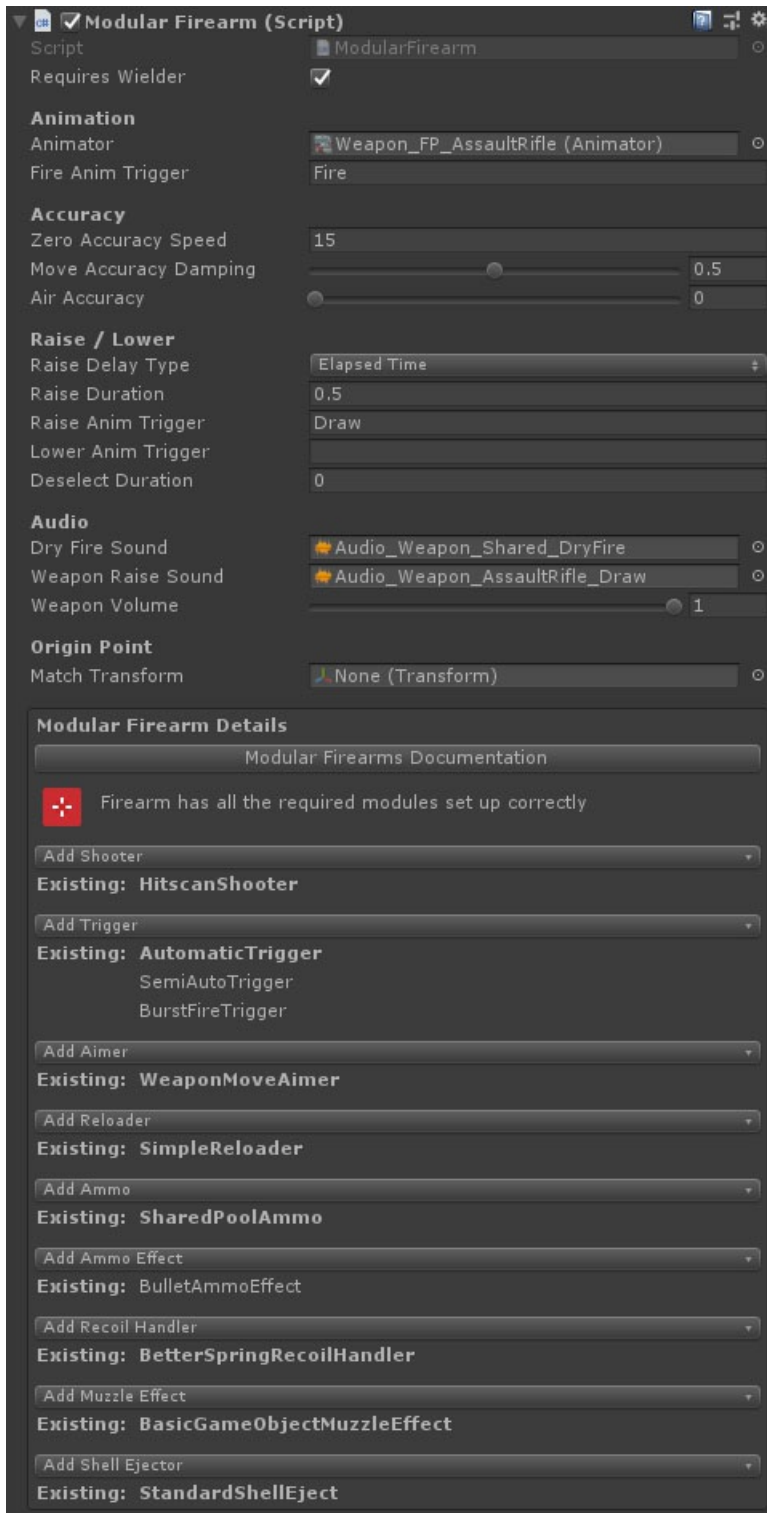 Modular Firearm (Script)
Script ModularFirearm
Requires Wielder
Animation
Animator Weapon_FP_AssaultRifle (Animator)
Fire Anim Trigger Fire
Accuracy
Zero Accuracy Speed 15
Move Accuracy Damping 0.5
Air Accuracy 0
Raise / Lower
Raise Delay Type Elapsed Time
Raise Duration 0.5
Raise Anim Trigger Draw
Lower Anim Trigger
Deselect Duration 0
Audio
Dry Fire Sound Audio_Weapon_Shared_DryFire
Weapon Raise Sound Audio_Weapon_AssaultRifle_Draw
Weapon Volume 1
Origin Point
Match Transform None (Transform)
Modular Firearm Details
Modular Firearms Documentation
Firearm has all the required modules set up correctly
Add Shooter
Existing: HitscanShooter
Add Trigger
Existing: AutomaticTrigger
SemiAutoTrigger
BurstFireTrigger
Add Aimer
Existing: WeaponMoveAimer
Add Reloader
Existing: SimpleReloader
Add Ammo
Existing: SharedPoolAmmo
Add Ammo Effect
Existing: BulletAmmoEffect
Add Recoil Handler
Existing: BetterSpringRecoilHandler
Add Muzzle Effect
Existing: BasicGameObjectMuzzleEffect
Add Shell Ejector
Existing: StandardShellEject